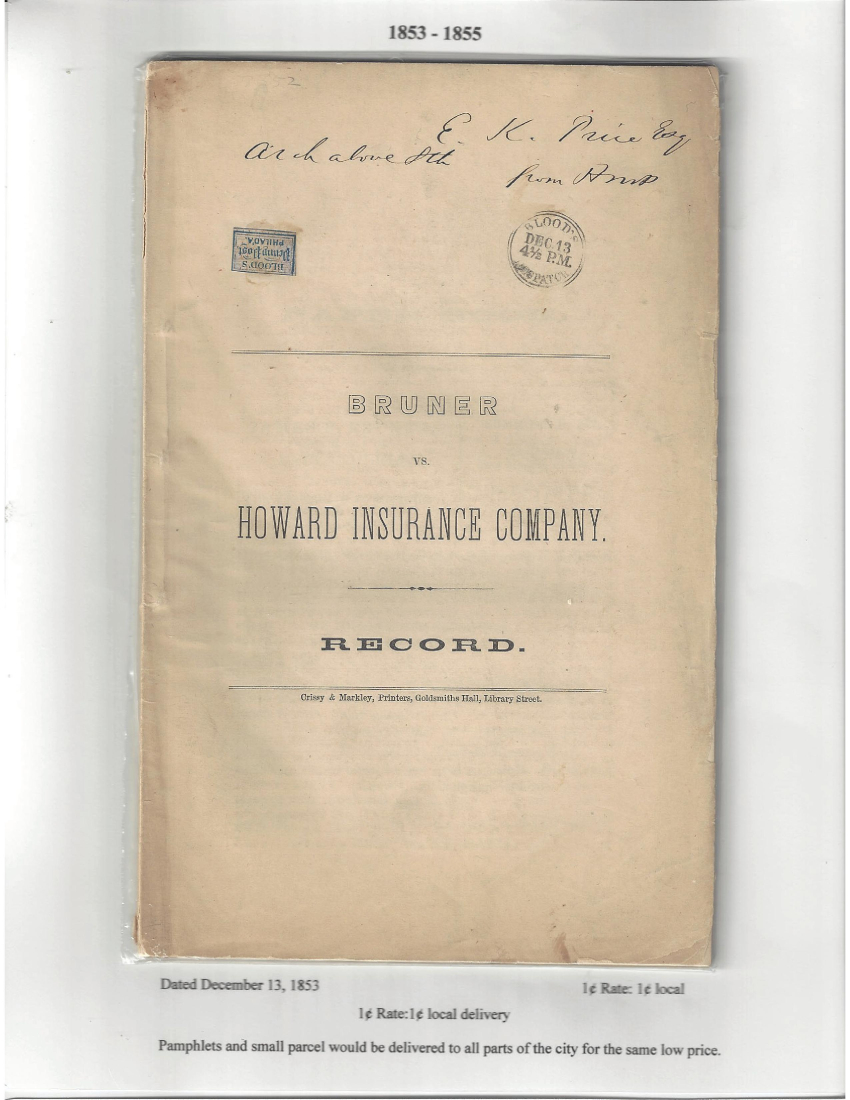 1853 - 1855
E. K. Price Esq
Arch above 8th
from
BLOOD'S
Penny Post
PHILADA.
BLOOD'S
DEC. 13
4½ P.M.
DESPATCH
BRUNER
VS.
HOWARD INSURANCE COMPANY.
RECORD.
Crissy & Markley, Printers, Goldsmiths Hall, Library Street.
Dated December 13, 1853
1¢ Rate: 1¢ local
1¢ Rate:1¢ local delivery
Pamphlets and small parcel would be delivered to all parts of the city for the same low price.